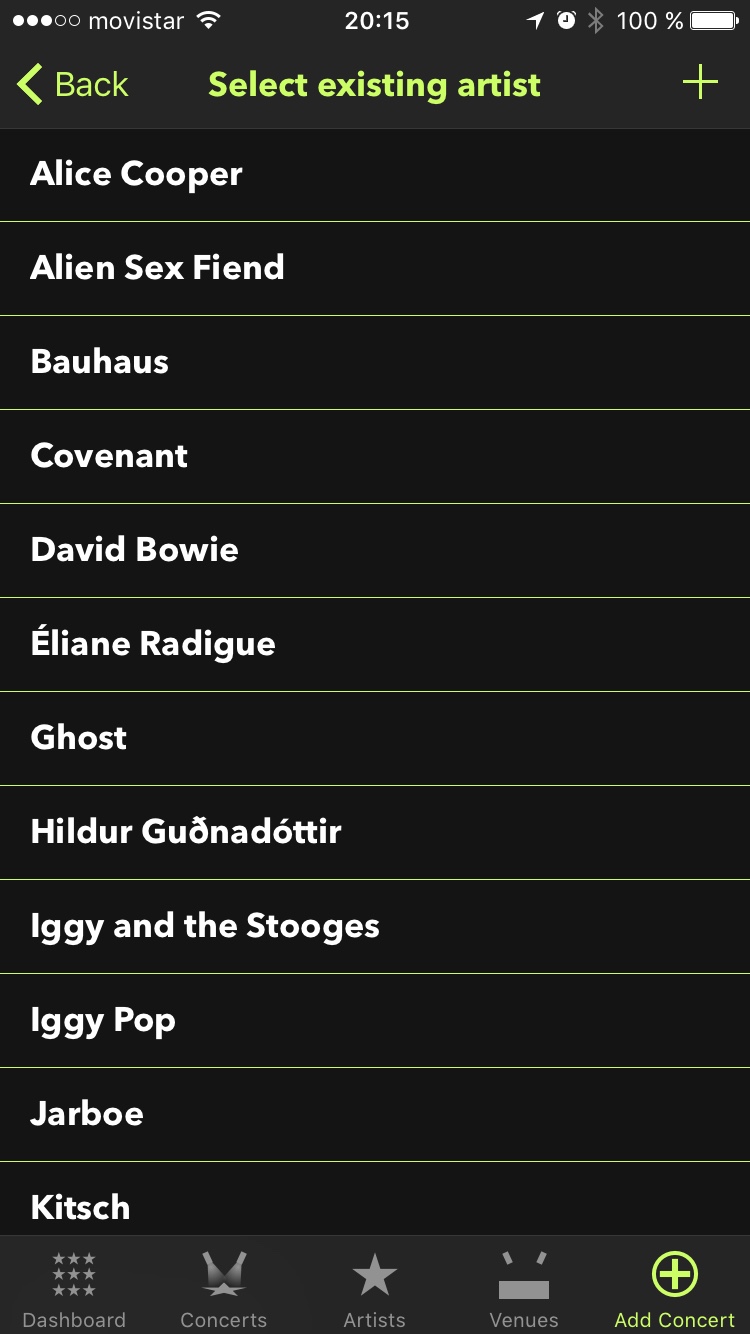 movistar 20:15 100 %
Back Select existing artist
Alice Cooper
Alien Sex Fiend
Bauhaus
Covenant
David Bowie
Éliane Radigue
Ghost
Hildur Guðnadóttir
Iggy and the Stooges
Iggy Pop
Jarboe
Kitsch
Dashboard Concerts Artists Venues Add Concert